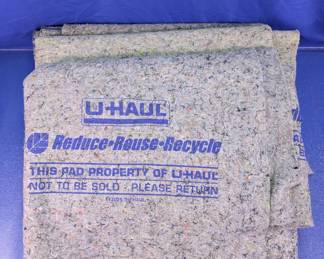 U-HAUL
Reduce•Reuse•Recycle
THIS PAD PROPERTY OF U-HAUL
NOT TO BE SOLD - PLEASE RETURN